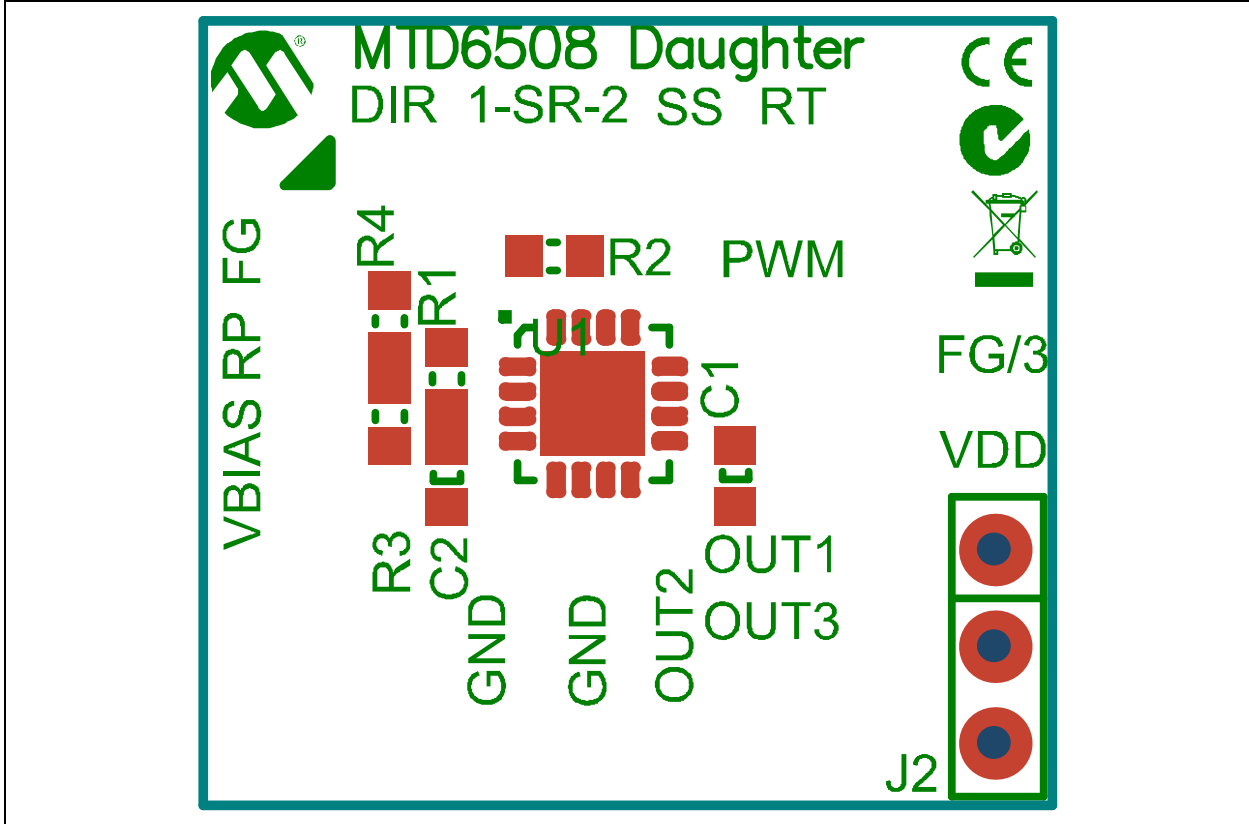 MTD6508 Daughter
®
CE
DIR 1-SR-2 SS RT
R4
FG
R2
PWM
R1
U1
RP
FG/3
C1
VBIAS
VDD
R3
C2
OUT1
GND
GND
OUT2
OUT3
J2